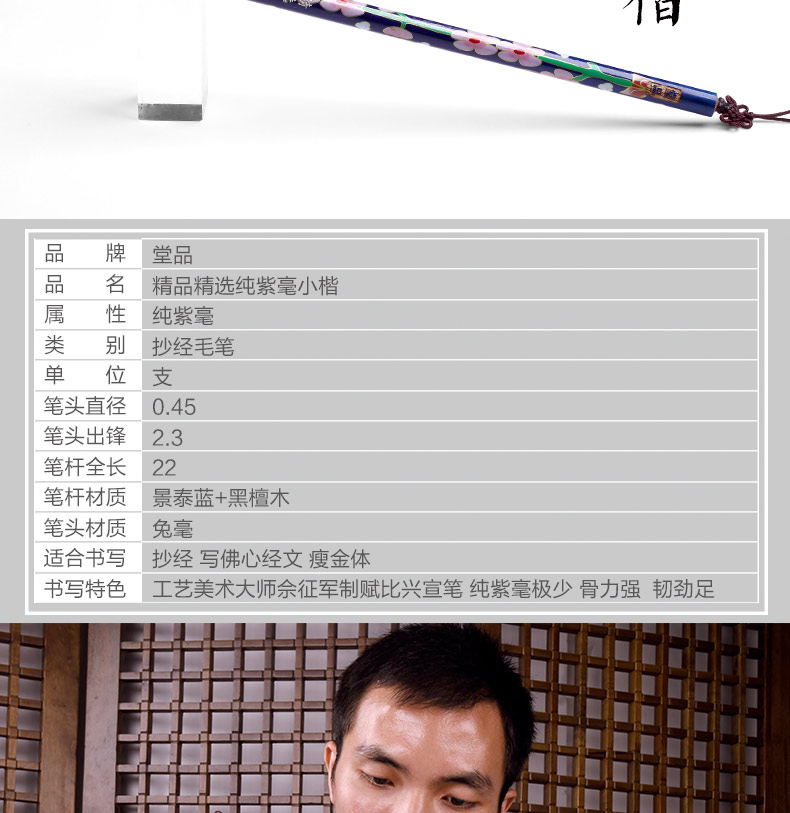 楷
品 牌 堂品
品 名 精品精选纯紫毫小楷
属 性 纯紫毫
类 别 抄经毛笔
单 位 支
笔头直径 0.45
笔头出锋 2.3
笔杆全长 22
笔杆材质 景泰蓝+黑檀木
笔头材质 兔毫
适合书写 抄经 写佛心经文 瘦金体
书写特色 工艺美术大师佘征军制赋比兴宣笔 纯紫毫极少 骨力强 韧劲足